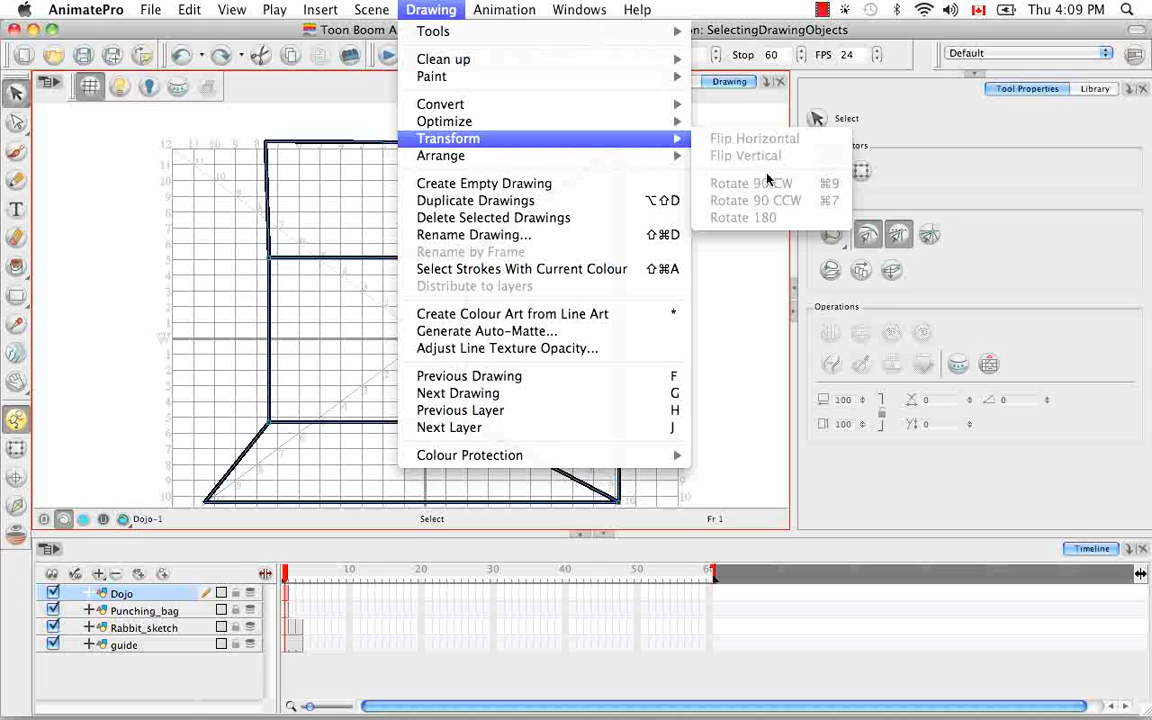 AnimatePro File Edit View Play Insert Scene Drawing Animation Windows Help Thu 4:09 PM
Toon Boom A
on: SelectingDrawingObjects
Stop 60 FPS 24 Default
Drawing Tool Properties Library
Tools
Clean up
Paint
Convert
Optimize
Transform
Arrange
Create Empty Drawing
Duplicate Drawings ⌥⇧D
Delete Selected Drawings
Rename Drawing... ⇧⌘D
Rename by Frame
Select Strokes With Current Colour ⇧⌘A
Distribute to layers
Create Colour Art from Line Art *
Generate Auto-Matte...
Adjust Line Texture Opacity...
Previous Drawing F
Next Drawing G
Previous Layer H
Next Layer J
Colour Protection
Flip Horizontal
Flip Vertical
Rotate 90 CW ⌘9
Rotate 90 CCW ⌘7
Rotate 180
Select
Operations
100 0 0
100 Y 0
Dojo-1 Select Fr 1
Timeline
10 20 30 40 50
Dojo
Punching_bag
Rabbit_sketch
guide